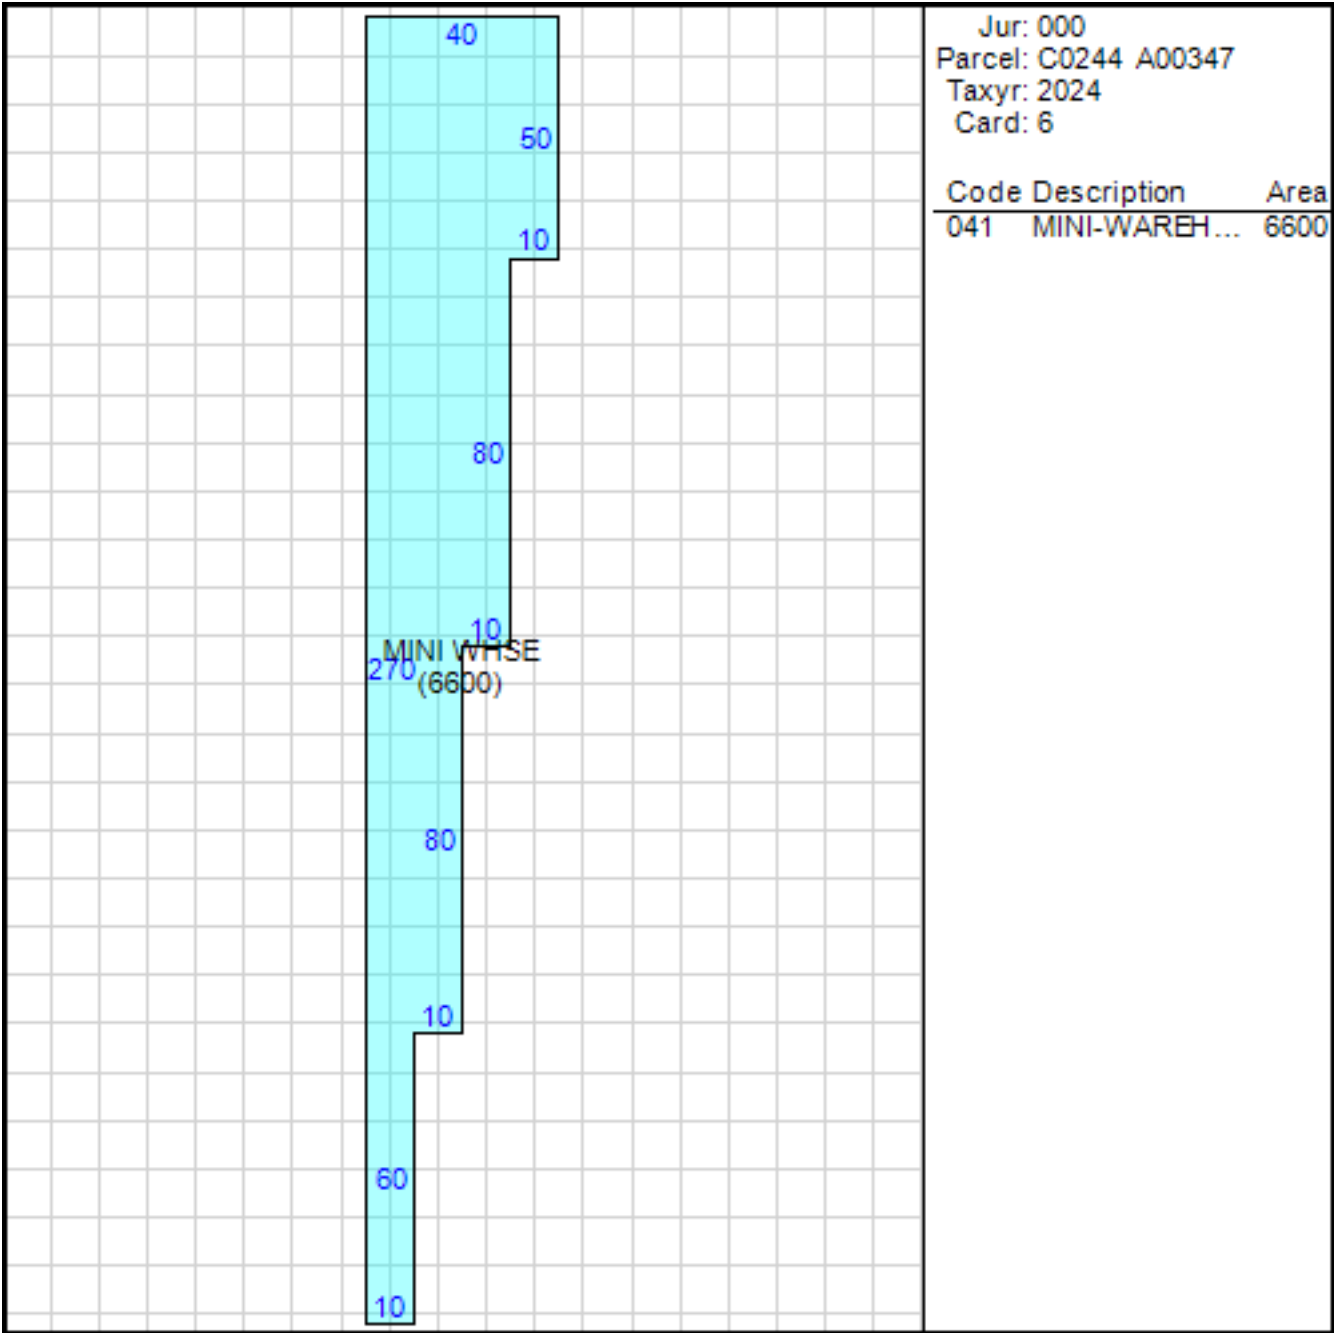 40
50
10
80
10
MINI WHSE
270
(6600)
80
10
60
10
Jur: 000
Parcel: C0244 A00347
Taxyr: 2024
Card: 6
Code Description Area
041 MINI-WAREH... 6600